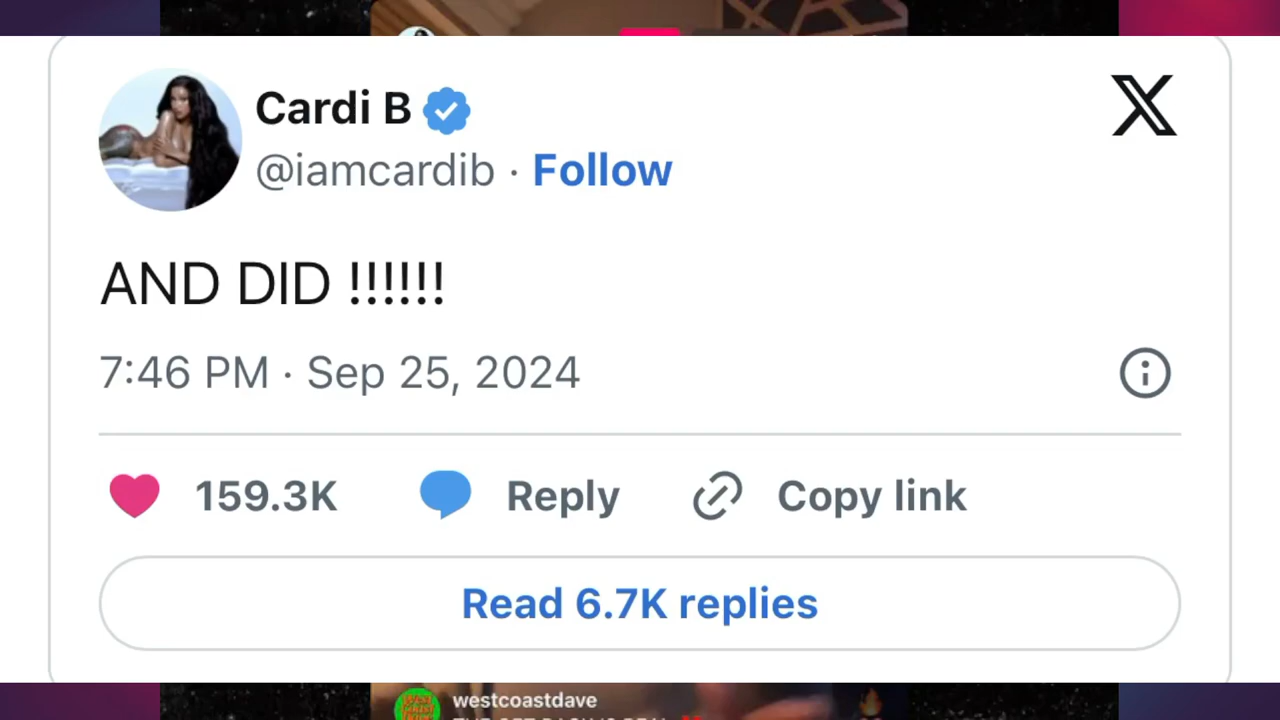 Cardi B
@iamcardib · Follow
AND DID !!!!!!
7:46 PM · Sep 25, 2024
159.3K Reply Copy link
Read 6.7K replies
westcoastdave